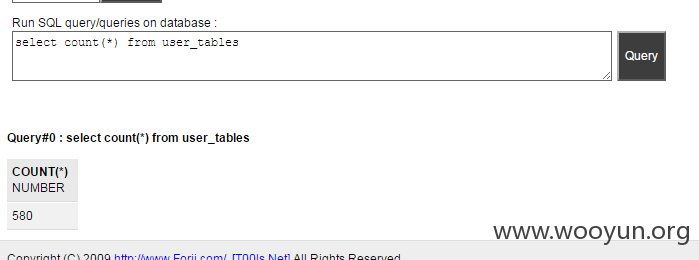 Run SQL query/queries on database :
select count(*) from user_tables
Query
Query#0 : select count(*) from user_tables
COUNT(*)
NUMBER
580
www.wooyun.org
Copyright (C) 2009 http://www.Forjj.com/ [T00ls.Net] All Rights Reserved